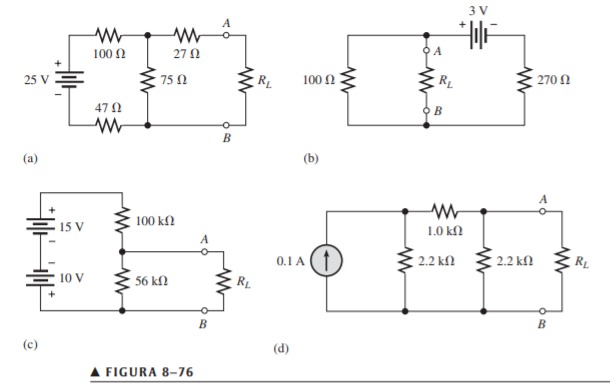 25 V
+
−
100 Ω
27 Ω
75 Ω
47 Ω
A
R_L
B
(a)
3 V
+
−
100 Ω
A
R_L
B
270 Ω
(b)
+
15 V
−
−
10 V
+
100 kΩ
56 kΩ
A
R_L
B
(c)
0.1 A
1.0 kΩ
2.2 kΩ
2.2 kΩ
A
R_L
B
(d)
▲ FIGURA 8–76